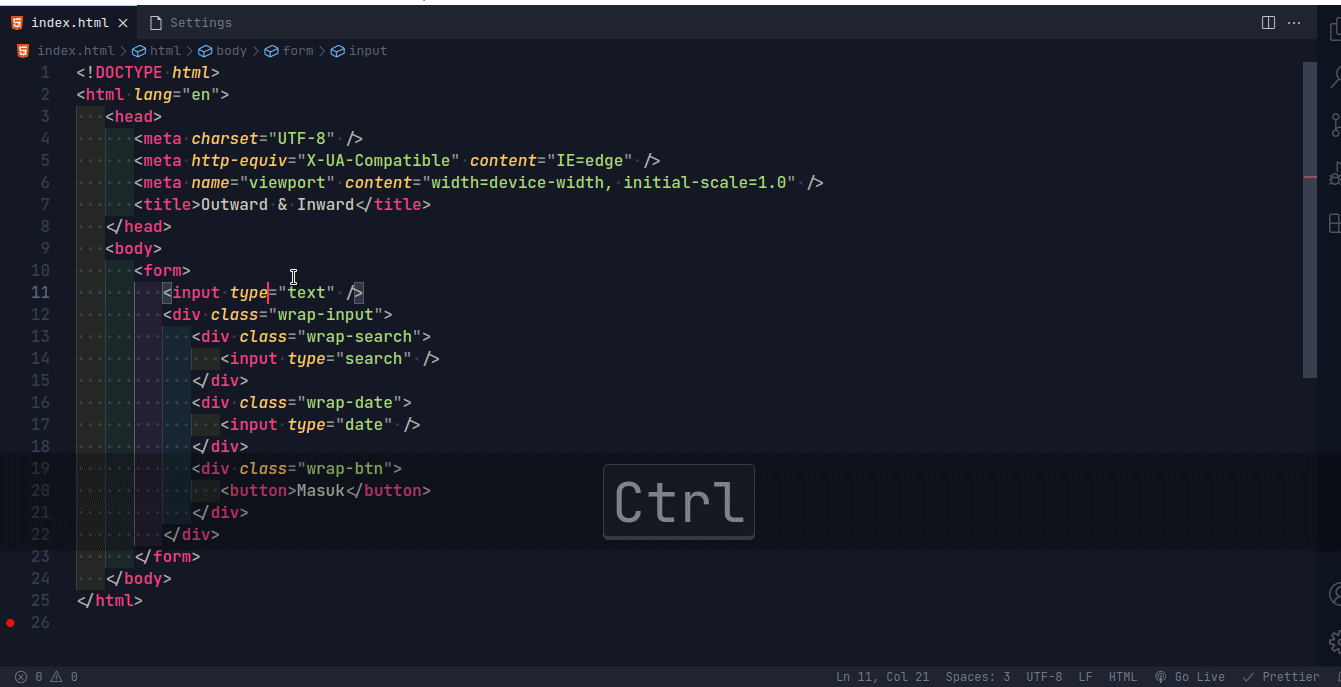 index.html × Settings
index.html > html > body > form > input
1 <!DOCTYPE html>
2 <html lang="en">
3 <head>
4 <meta charset="UTF-8" />
5 <meta http-equiv="X-UA-Compatible" content="IE=edge" />
6 <meta name="viewport" content="width=device-width, initial-scale=1.0" />
7 <title>Outward & Inward</title>
8 </head>
9 <body>
10 <form>
11 <input type="text" />
12 <div class="wrap-input">
13 <div class="wrap-search">
14 <input type="search" />
15 </div>
16 <div class="wrap-date">
17 <input type="date" />
18 </div>
19 <div class="wrap-btn">
20 <button>Masuk</button>
21 </div>
22 </div>
23 </form>
24 </body>
25 </html>
26
Ctrl
0 0 Ln 11, Col 21 Spaces: 3 UTF-8 LF HTML Go Live Prettier